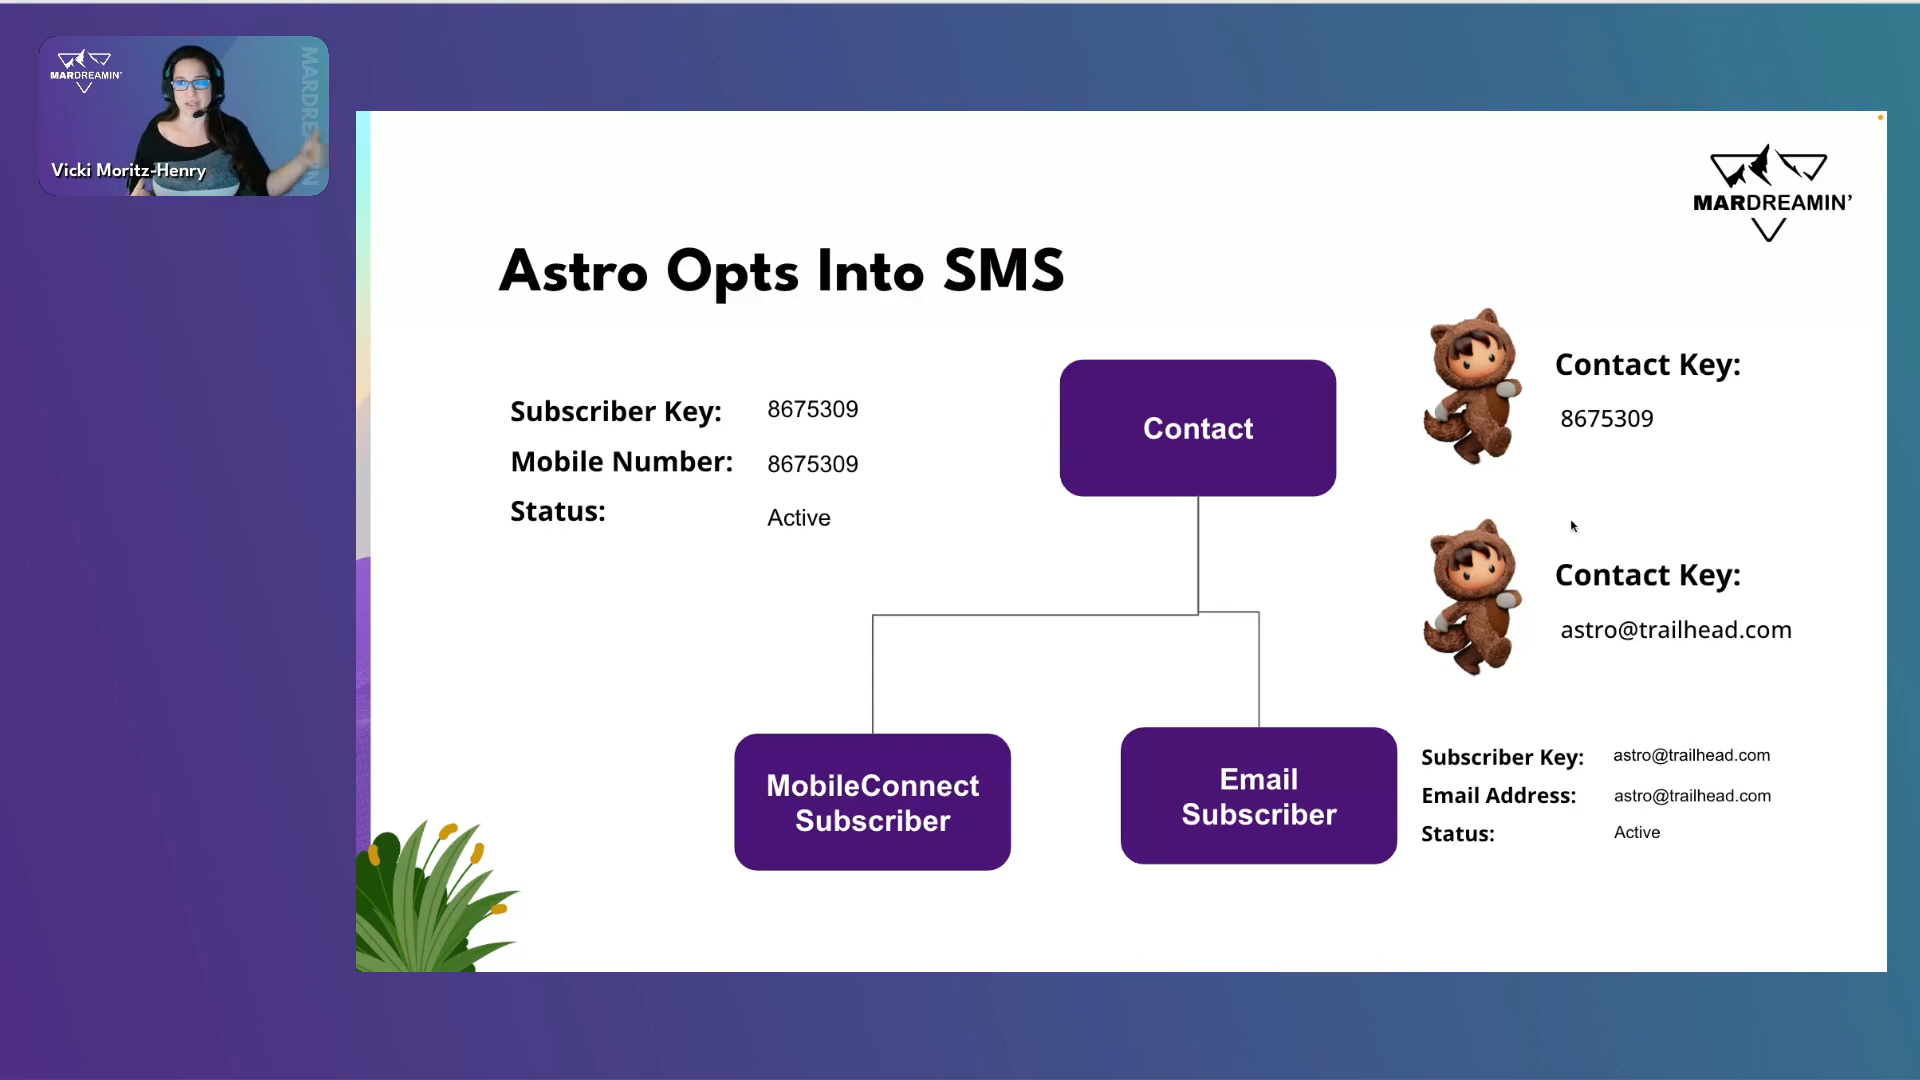 MARDREAMIN'
MARDREAMIN
Vicki Moritz-Henry
MARDREAMIN'
Astro Opts Into SMS
Subscriber Key: 8675309
Mobile Number: 8675309
Status: Active
Contact
Contact Key:
8675309
Contact Key:
astro@trailhead.com
MobileConnect
Subscriber
Email
Subscriber
Subscriber Key: astro@trailhead.com
Email Address: astro@trailhead.com
Status: Active